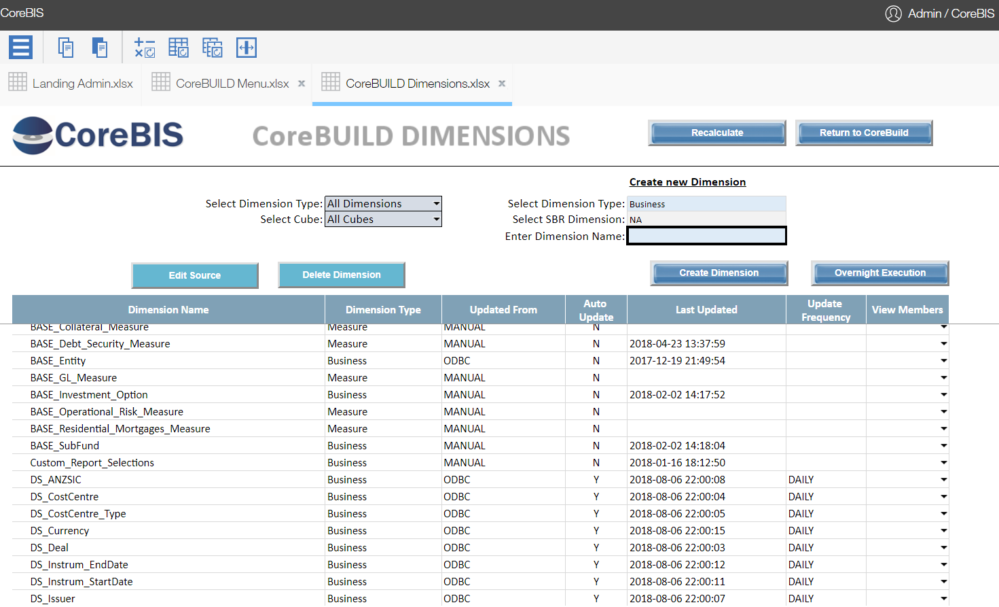 CoreBIS
Admin / CoreBIS
Landing Admin.xlsx
CoreBUILD Menu.xlsx x
CoreBUILD Dimensions.xlsx x
CoreBIS
CoreBUILD DIMENSIONS
Recalculate
Return to CoreBuild
Create new Dimension
Select Dimension Type: All Dimensions
Select Cube: All Cubes
Select Dimension Type: Business
Select SBR Dimension: NA
Enter Dimension Name:
Edit Source
Delete Dimension
Create Dimension
Overnight Execution
Dimension Name Dimension Type Updated From Auto Update Last Updated Update Frequency View Members
BASE_Collateral_Measure Measure MANUAL N
BASE_Debt_Security_Measure Measure MANUAL N 2018-04-23 13:37:59
BASE_Entity Business ODBC N 2017-12-19 21:49:54
BASE_GL_Measure Measure MANUAL N
BASE_Investment_Option Business MANUAL N 2018-02-02 14:17:52
BASE_Operational_Risk_Measure Measure MANUAL N
BASE_Residential_Mortgages_Measure Measure MANUAL N
BASE_SubFund Business MANUAL N 2018-02-02 14:18:04
Custom_Report_Selections Business MANUAL N 2018-01-16 18:12:50
DS_ANZSIC Business ODBC Y 2018-08-06 22:00:08 DAILY
DS_CostCentre Business ODBC Y 2018-08-06 22:00:04 DAILY
DS_CostCentre_Type Business ODBC Y 2018-08-06 22:00:05 DAILY
DS_Currency Business ODBC Y 2018-08-06 22:00:15 DAILY
DS_Deal Business ODBC Y 2018-08-06 22:00:03 DAILY
DS_Instrum_EndDate Business ODBC Y 2018-08-06 22:00:12 DAILY
DS_Instrum_StartDate Business ODBC Y 2018-08-06 22:00:11 DAILY
DS_Issuer Business ODBC Y 2018-08-06 22:00:07 DAILY